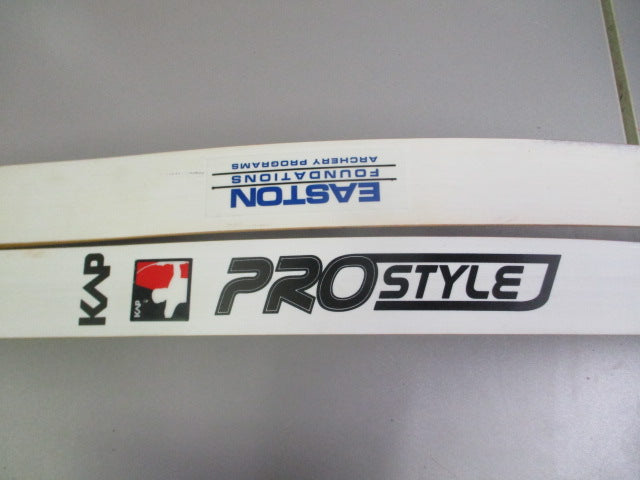 EASTON
FOUNDATIONS
ARCHERY PROGRAMS
KAP
KAP
PROSTYLE